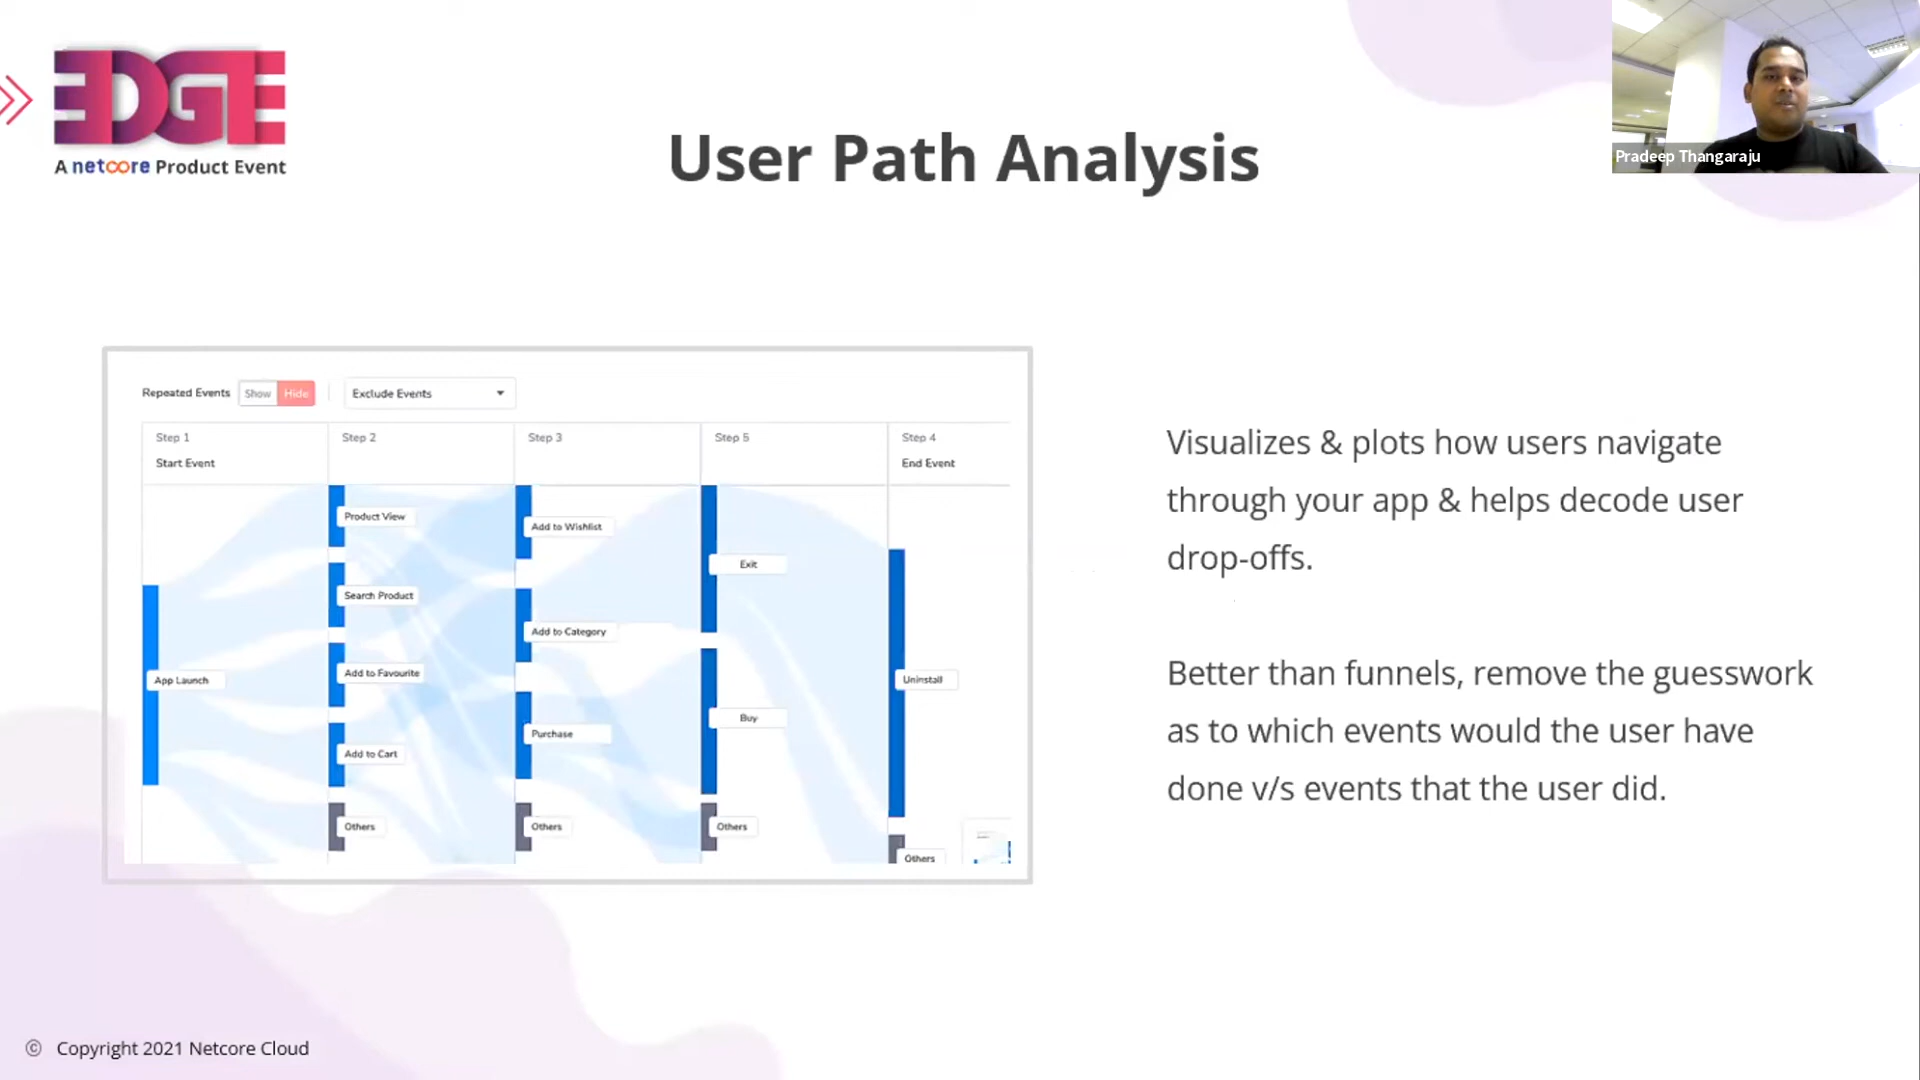 EDGE
A netcore Product Event
User Path Analysis
Pradeep Thangaraju
Repeated Events Show Hide Exclude Events
Step 1 Step 2 Step 3 Step 5 Step 4
Start Event End Event
Product View
Search Product
Add to Favourite
Add to Cart
Others
Add to Wishlist
Add to Category
Purchase
Others
Exit
Buy
Others
App Launch
Uninstall
Others
Visualizes & plots how users navigate
through your app & helps decode user
drop-offs.
Better than funnels, remove the guesswork
as to which events would the user have
done v/s events that the user did.
© Copyright 2021 Netcore Cloud